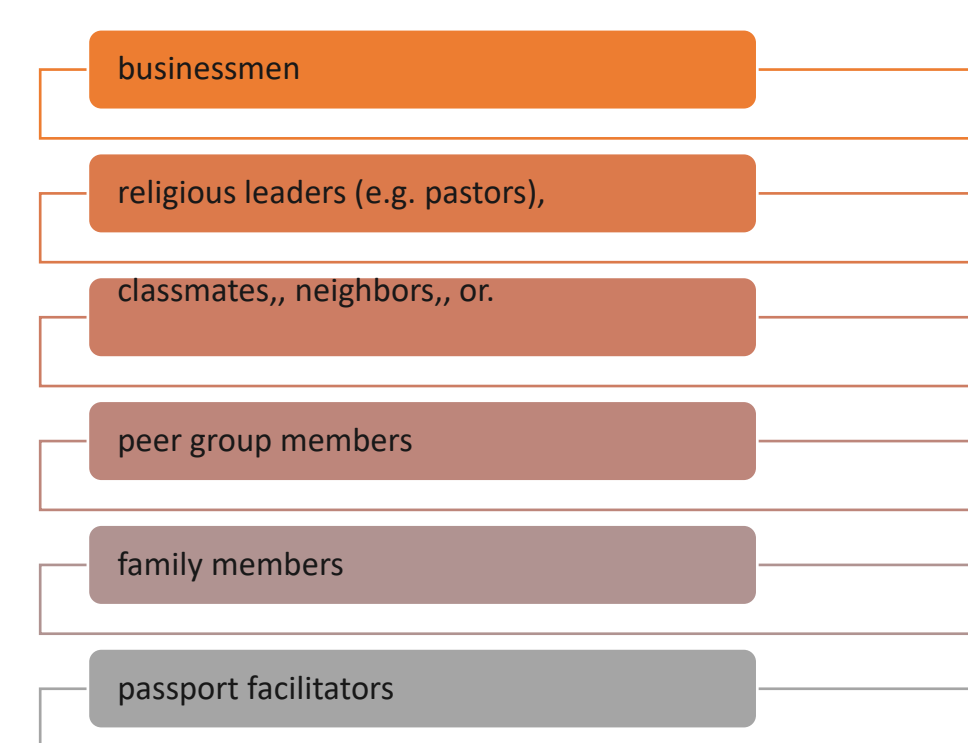 businessmen
religious leaders (e.g. pastors),
classmates,, neighbors,, or.
peer group members
family members
passport facilitators